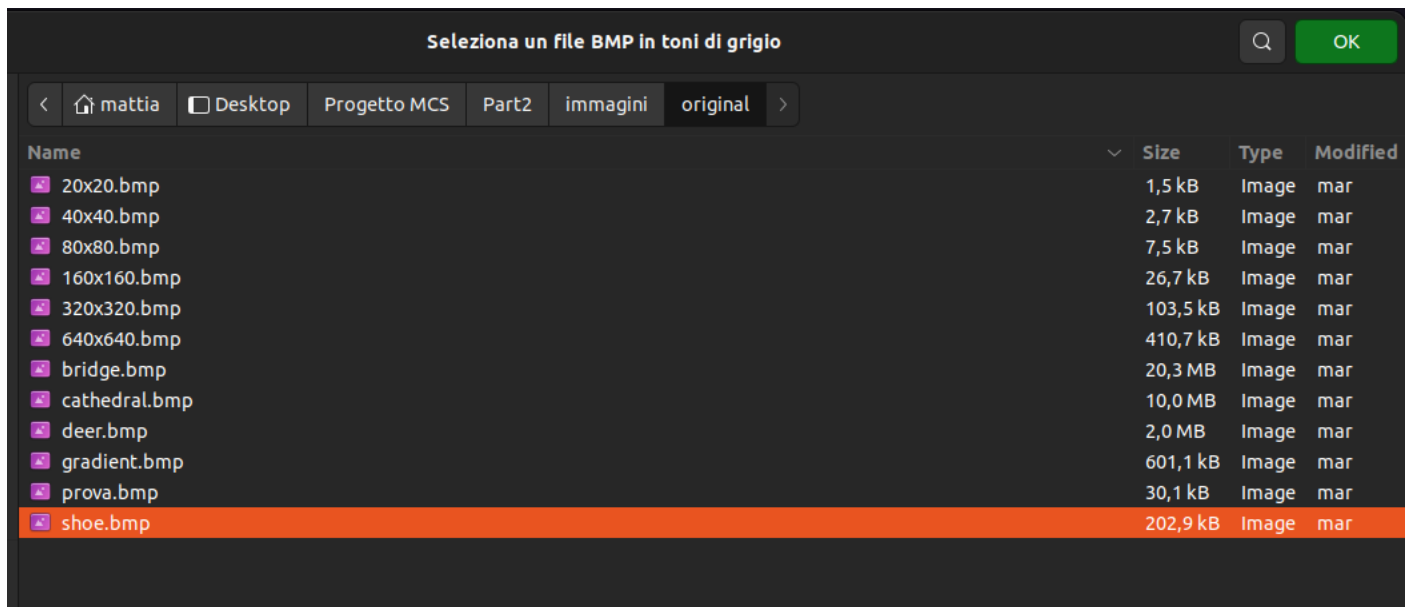 Seleziona un file BMP in toni di grigio OK
mattia Desktop Progetto MCS Part2 immagini original
Name Size Type Modified
20x20.bmp 1,5 kB Image mar
40x40.bmp 2,7 kB Image mar
80x80.bmp 7,5 kB Image mar
160x160.bmp 26,7 kB Image mar
320x320.bmp 103,5 kB Image mar
640x640.bmp 410,7 kB Image mar
bridge.bmp 20,3 MB Image mar
cathedral.bmp 10,0 MB Image mar
deer.bmp 2,0 MB Image mar
gradient.bmp 601,1 kB Image mar
prova.bmp 30,1 kB Image mar
shoe.bmp 202,9 kB Image mar